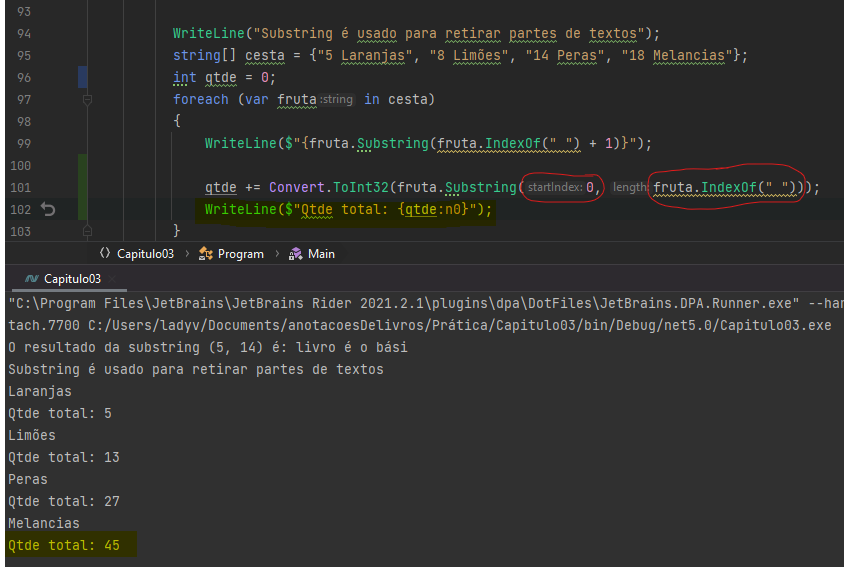 93
94 WriteLine("Substring é usado para retirar partes de textos");
95 string[] cesta = {"5 Laranjas", "8 Limões", "14 Peras", "18 Melancias"};
96 int qtde = 0;
97 foreach (var fruta:string in cesta)
98 {
99 WriteLine($"{fruta.Substring(fruta.IndexOf(" ") + 1)}");
100
101 qtde += Convert.ToInt32(fruta.Substring( startIndex: 0, length: fruta.IndexOf(" ")));
102 WriteLine($"Qtde total: {qtde:n0}");
103 }
{} Capitulo03 > Program > Main
Capitulo03 ×
"C:\Program Files\JetBrains\JetBrains Rider 2021.2.1\plugins\dpa\DotFiles\JetBrains.DPA.Runner.exe" --han
tach.7700 C:/Users/ladyv/Documents/anotacoesDelivros/Prática/Capitulo03/bin/Debug/net5.0/Capitulo03.exe
O resultado da substring (5, 14) é: livro é o bási
Substring é usado para retirar partes de textos
Laranjas
Qtde total: 5
Limões
Qtde total: 13
Peras
Qtde total: 27
Melancias
Qtde total: 45